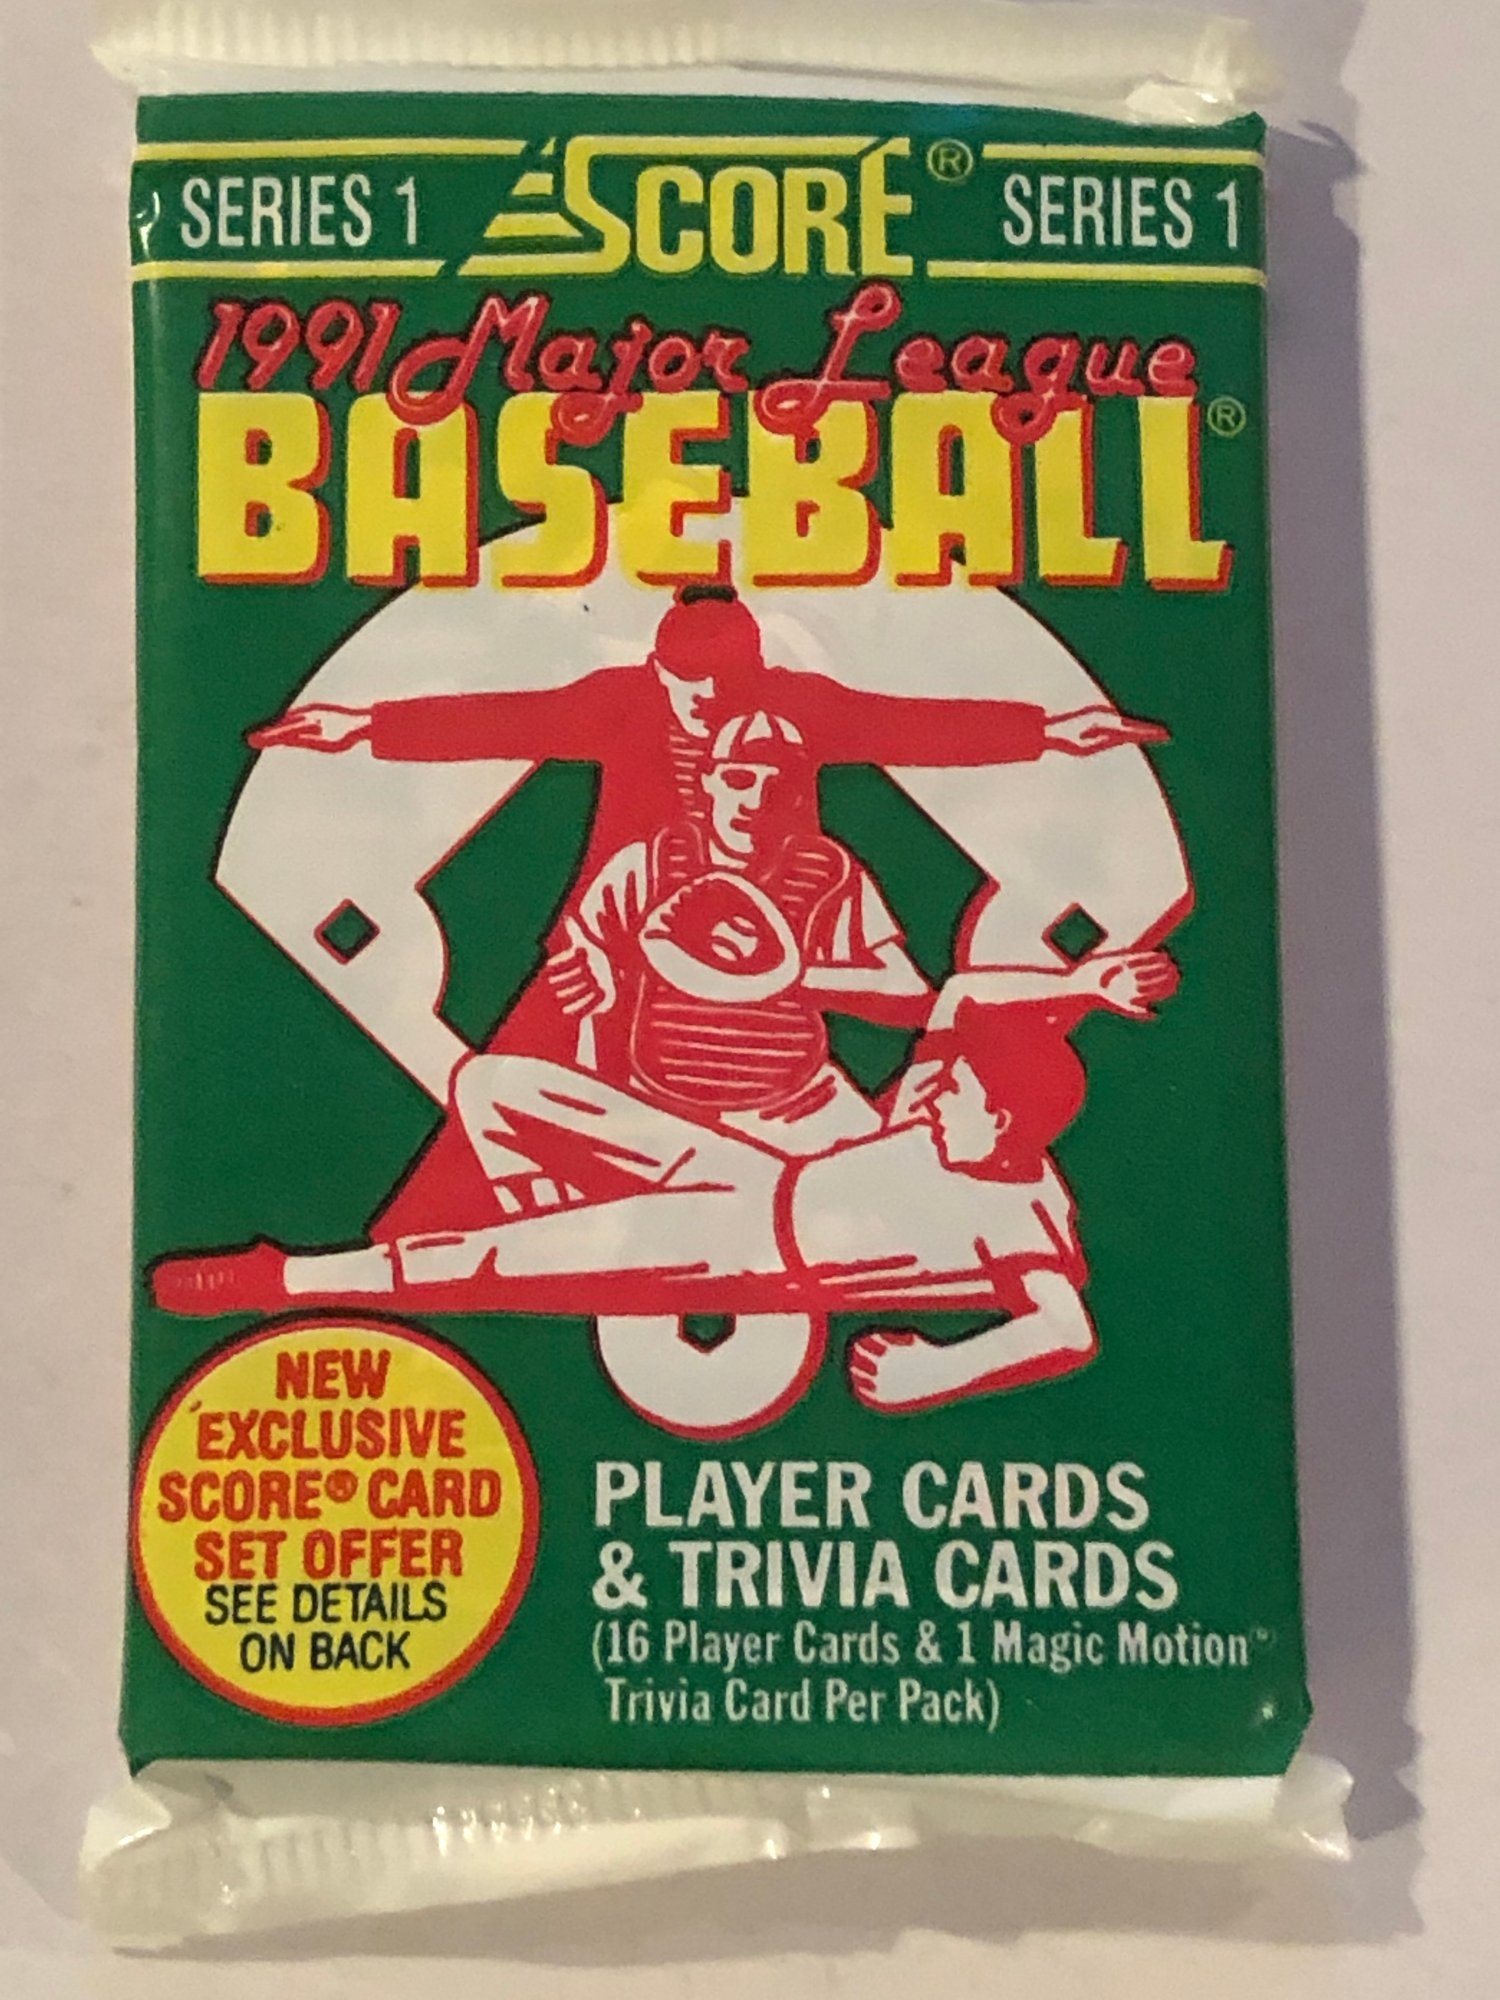 SERIES 1 SCORE® SERIES 1
1991 Major League
BASEBALL®
NEW
EXCLUSIVE
SCORE® CARD
SET OFFER
SEE DETAILS
ON BACK
PLAYER CARDS
& TRIVIA CARDS
(16 Player Cards & 1 Magic Motion™
Trivia Card Per Pack)